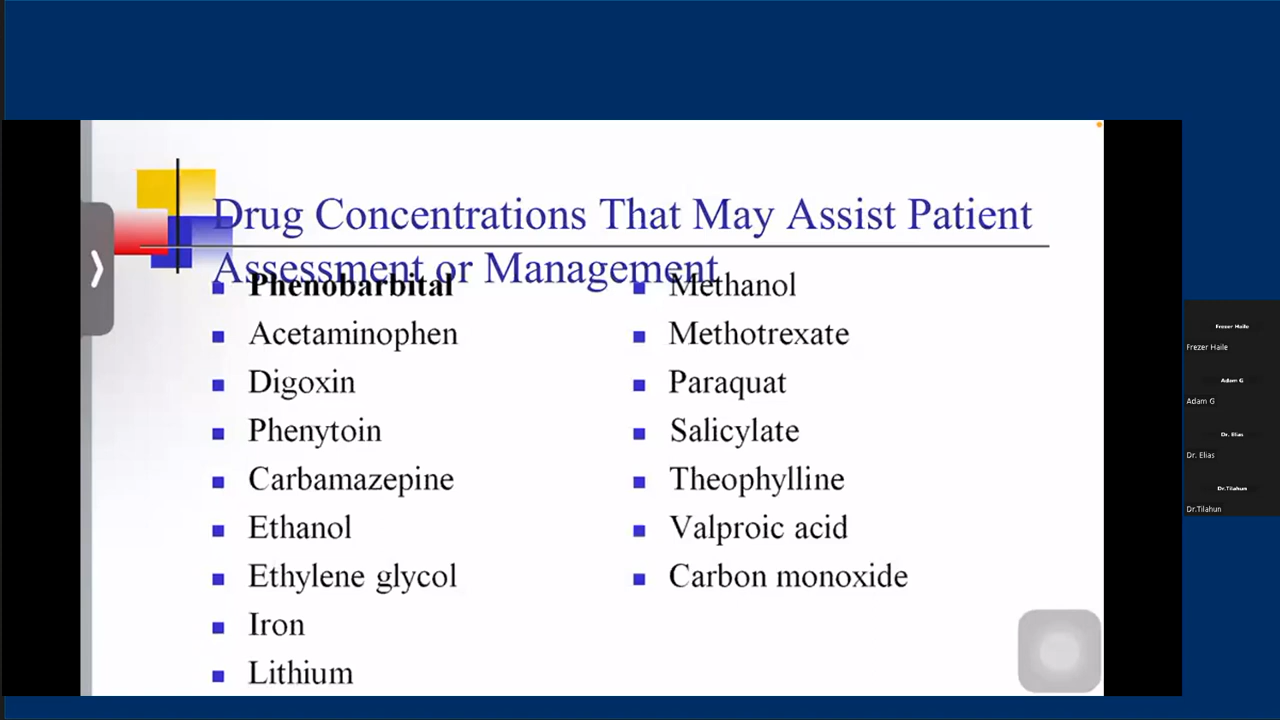 Drug Concentrations That May Assist Patient
Assessment or Management
Phenobarbital
Acetaminophen
Digoxin
Phenytoin
Carbamazepine
Ethanol
Ethylene glycol
Iron
Lithium
Methanol
Methotrexate
Paraquat
Salicylate
Theophylline
Valproic acid
Carbon monoxide
Frezer Haile
Frezer Haile
Adam G
Adam G
Dr. Elias
Dr. Elias
Dr.Tilahun
Dr.Tilahun